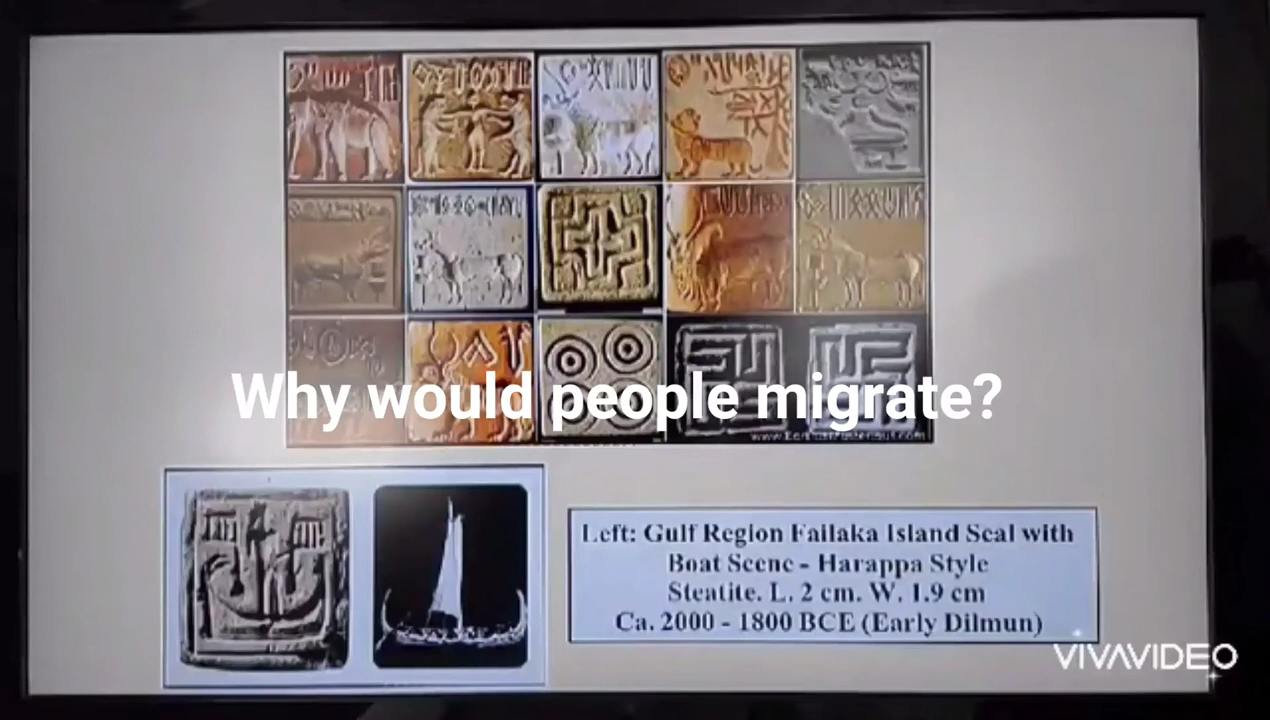 Why would people migrate?
Left: Gulf Region Failaka Island Seal with
Boat Scene - Harappa Style
Steatite. L. 2 cm. W. 1.9 cm
Ca. 2000 - 1800 BCE (Early Dilmun)
VIVAVIDEO